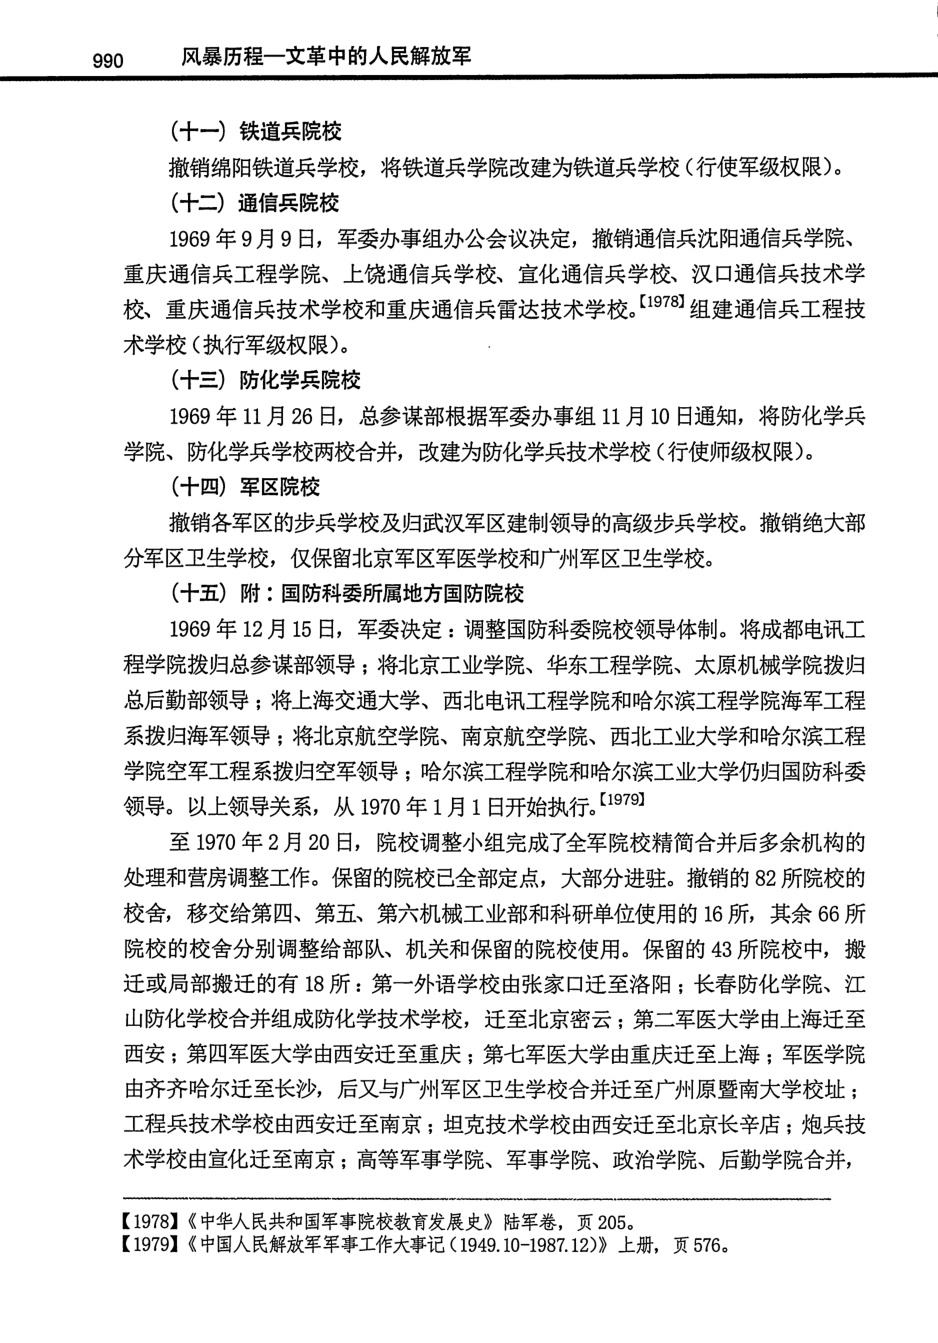 990 风暴历程—文革中的人民解放军
（十一）铁道兵院校
撤销绵阳铁道兵学校，将铁道兵学院改建为铁道兵学校（行使军级权限）。
（十二）通信兵院校
1969 年 9 月 9 日，军委办事组办公会议决定，撤销通信兵沈阳通信兵学院、
重庆通信兵工程学院、上饶通信兵学校、宣化通信兵学校、汉口通信兵技术学
校、重庆通信兵技术学校和重庆通信兵雷达技术学校。【1978】组建通信兵工程技
术学校（执行军级权限）。
（十三）防化学兵院校
1969 年 11 月 26 日，总参谋部根据军委办事组 11 月 10 日通知，将防化学兵
学院、防化学兵学校两校合并，改建为防化学兵技术学校（行使师级权限）。
（十四）军区院校
撤销各军区的步兵学校及归武汉军区建制领导的高级步兵学校。撤销绝大部
分军区卫生学校，仅保留北京军区军医学校和广州军区卫生学校。
（十五）附：国防科委所属地方国防院校
1969 年 12 月 15 日，军委决定：调整国防科委院校领导体制。将成都电讯工
程学院拨归总参谋部领导；将北京工业学院、华东工程学院、太原机械学院拨归
总后勤部领导；将上海交通大学、西北电讯工程学院和哈尔滨工程学院海军工程
系拨归海军领导；将北京航空学院、南京航空学院、西北工业大学和哈尔滨工程
学院空军工程系拨归空军领导；哈尔滨工程学院和哈尔滨工业大学仍归国防科委
领导。以上领导关系，从 1970 年 1 月 1 日开始执行。【1979】
至 1970 年 2 月 20 日，院校调整小组完成了全军院校精简合并后多余机构的
处理和营房调整工作。保留的院校已全部定点，大部分进驻。撤销的 82 所院校的
校舍，移交给第四、第五、第六机械工业部和科研单位使用的 16 所，其余 66 所
院校的校舍分别调整给部队、机关和保留的院校使用。保留的 43 所院校中，搬
迁或局部搬迁的有 18 所：第一外语学校由张家口迁至洛阳；长春防化学院、江
山防化学校合并组成防化学技术学校，迁至北京密云；第二军医大学由上海迁至
西安；第四军医大学由西安迁至重庆；第七军医大学由重庆迁至上海；军医学院
由齐齐哈尔迁至长沙，后又与广州军区卫生学校合并迁至广州原暨南大学校址；
工程兵技术学校由西安迁至南京；坦克技术学校由西安迁至北京长辛店；炮兵技
术学校由宣化迁至南京；高等军事学院、军事学院、政治学院、后勤学院合并，
【1978】《中华人民共和国军事院校教育发展史》陆军卷，页 205。
【1979】《中国人民解放军军事工作大事记（1949.10-1987.12）》上册，页 576。